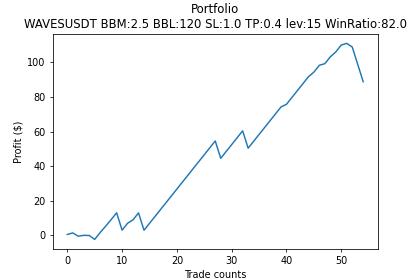 Portfolio
WAVESUSDT BBM:2.5 BBL:120 SL:1.0 TP:0.4 lev:15 WinRatio:82.0
Profit ($)
100
80
60
40
20
0
0 10 20 30 40 50
Trade counts